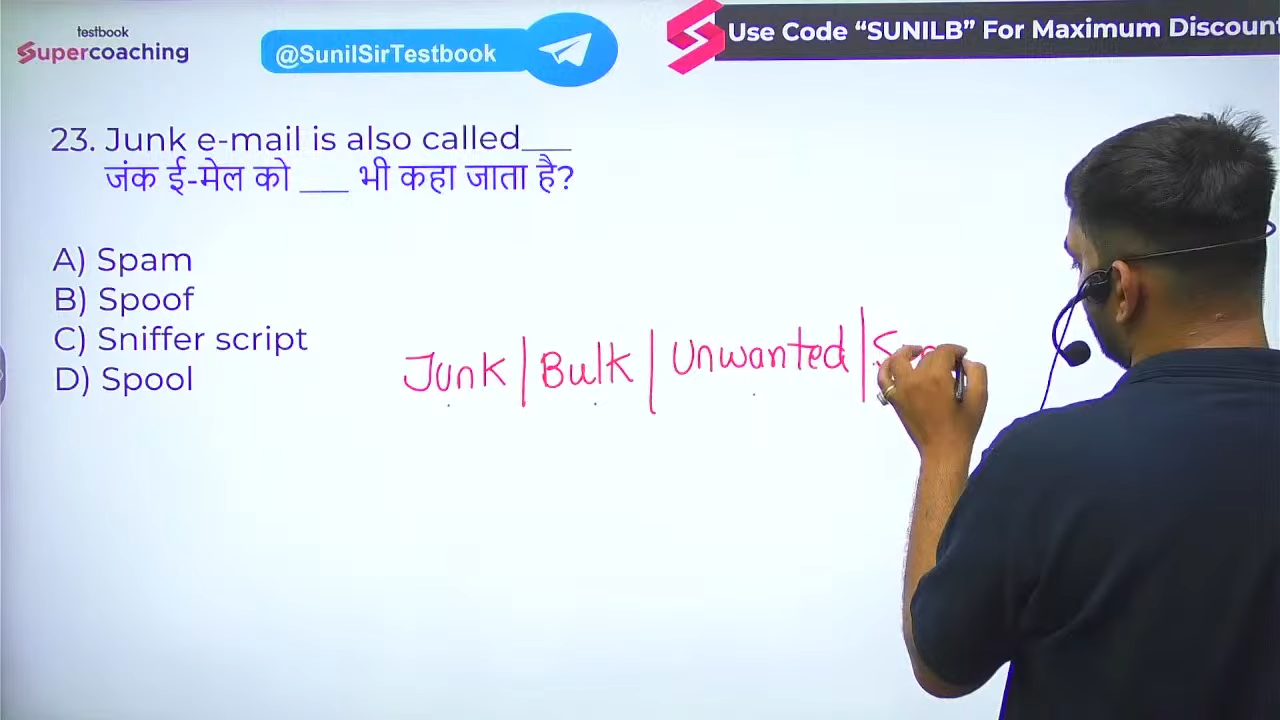 testbook
Supercoaching
@SunilSirTestbook
Use Code “SUNILB” For Maximum Discount
23. Junk e-mail is also called___
जंक ई-मेल को ___ भी कहा जाता है?
A) Spam
B) Spoof
C) Sniffer script
D) Spool
Junk | Bulk | Unwanted |